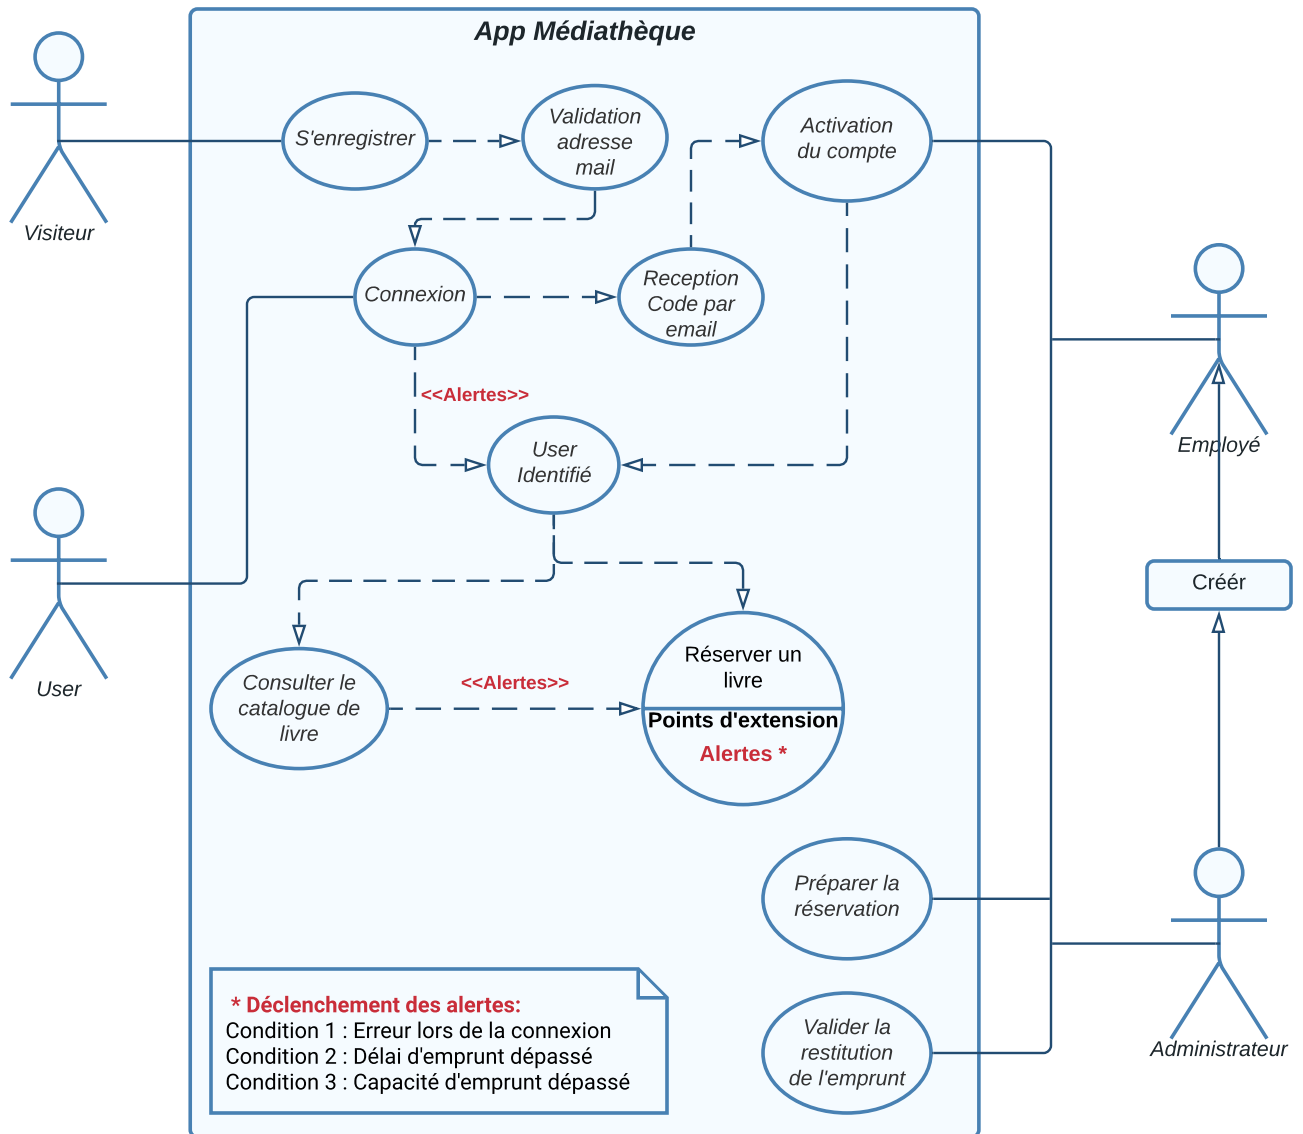 App Médiathèque
S'enregistrer
Validation
adresse
mail
Activation
du compte
Visiteur
Connexion
Reception
Code par
email
<<Alertes>>
User
Identifié
Employé
Créér
User
Consulter le
catalogue de
livre
<<Alertes>>
Réserver un
livre
Points d'extension
Alertes *
Préparer la
réservation
* Déclenchement des alertes:
Condition 1 : Erreur lors de la connexion
Condition 2 : Délai d'emprunt dépassé
Condition 3 : Capacité d'emprunt dépassé
Valider la
restitution
de l'emprunt
Administrateur